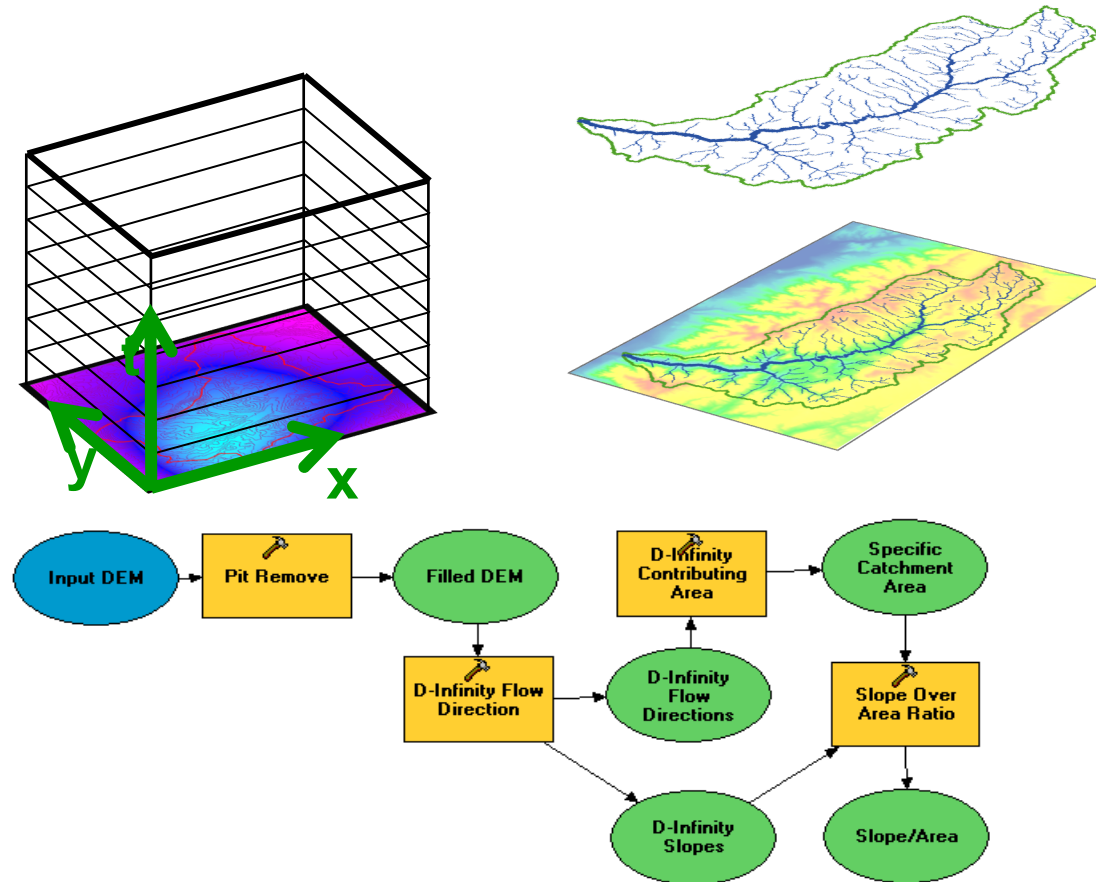 t
y
x
Input DEM
Pit Remove
Filled DEM
D-Infinity
Contributing
Area
Specific
Catchment
Area
D-Infinity Flow
Direction
D-Infinity
Flow
Directions
Slope Over
Area Ratio
D-Infinity
Slopes
Slope/Area